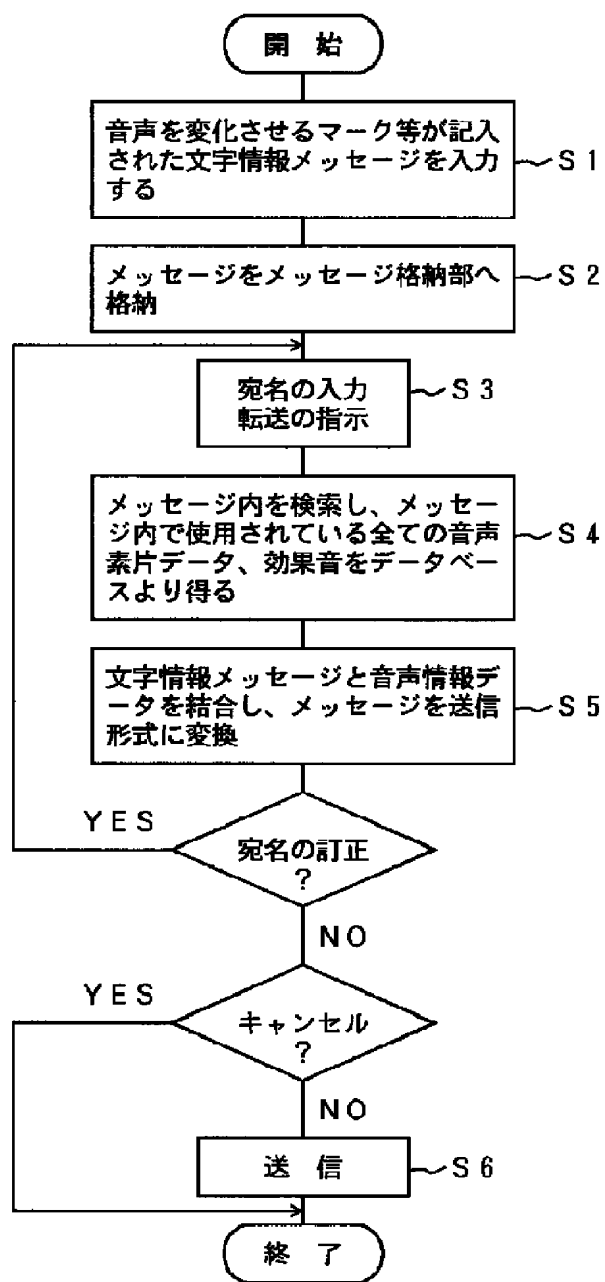 開 始
音声を変化させるマーク等が記入
された文字情報メッセージを入力
する
S1
メッセージをメッセージ格納部へ
格納
S2
宛名の入力
転送の指示
S3
メッセージ内を検索し、メッセー
ジ内で使用されている全ての音声
素片データ、効果音をデータベー
スより得る
S4
文字情報メッセージと音声情報デ
ータを結合し、メッセージを送信
形式に変換
S5
YES
宛名の訂正
?
NO
YES
キャンセル
?
NO
送 信
S6
終 了